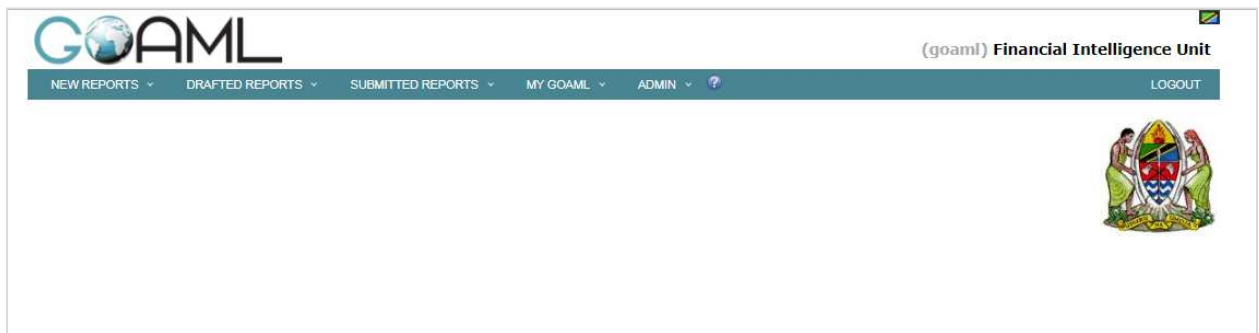 GOAML
(goaml) Financial Intelligence Unit
NEW REPORTS DRAFTED REPORTS SUBMITTED REPORTS MY GOAML ADMIN ? LOGOUT